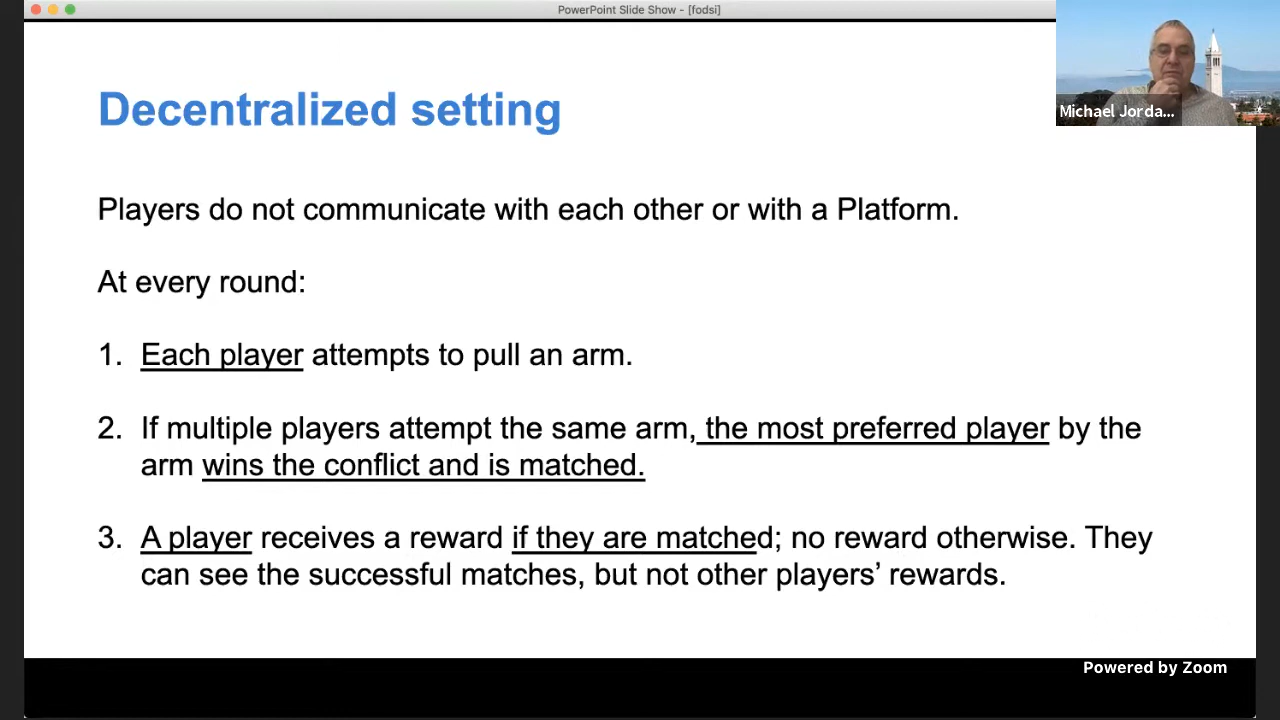 PowerPoint Slide Show - [fodsi]
Michael Jorda...
Decentralized setting
Players do not communicate with each other or with a Platform.
At every round:
1. Each player attempts to pull an arm.
2. If multiple players attempt the same arm, the most preferred player by the
arm wins the conflict and is matched.
3. A player receives a reward if they are matched; no reward otherwise. They
can see the successful matches, but not other players’ rewards.
Powered by Zoom